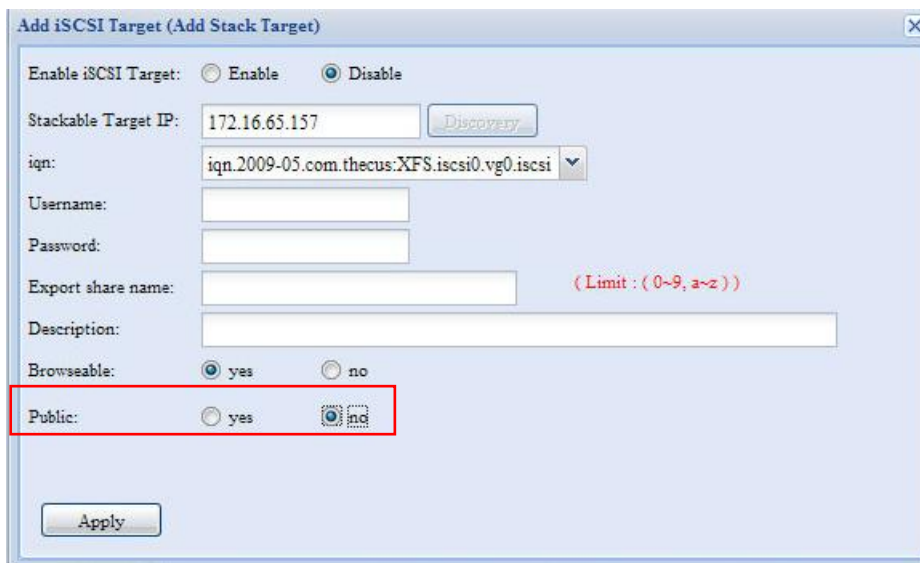 Add iSCSI Target (Add Stack Target)
Enable iSCSI Target: Enable Disable
Stackable Target IP: 172.16.65.157 Discovery
iqn: iqn.2009-05.com.thecus:XFS.iscsi0.vg0.iscsi
Username:
Password:
Export share name: ( Limit : ( 0~9, a~z ) )
Description:
Browseable: yes no
Public: yes no
Apply